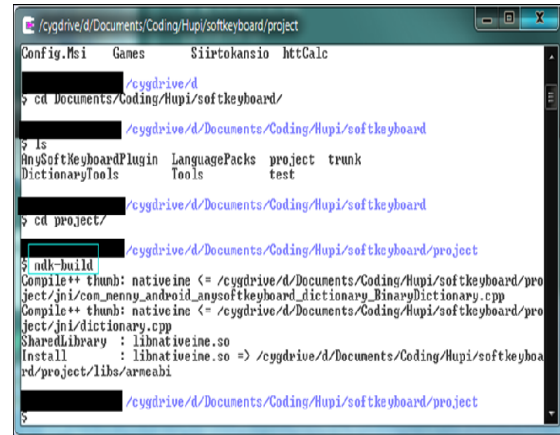 /cygdrive/d/Documents/Coding/Hupi/softkeyboard/project
Config.Msi Games Siirtokansio httCalc
/cygdrive/d
$ cd Documents/Coding/Hupi/softkeyboard/
/cygdrive/d/Documents/Coding/Hupi/softkeyboard
$ ls
AnySoftKeyboardPlugin LanguagePacks project trunk
DictionaryTools Tools test
/cygdrive/d/Documents/Coding/Hupi/softkeyboard
$ cd project/
/cygdrive/d/Documents/Coding/Hupi/softkeyboard/project
$ ndk-build
Compile++ thumb: nativeime <= /cygdrive/d/Documents/Coding/Hupi/softkeyboard/pro
ject/jni/com_menny_android_anysoftkeyboard_dictionary_BinaryDictionary.cpp
Compile++ thumb: nativeime <= /cygdrive/d/Documents/Coding/Hupi/softkeyboard/pro
ject/jni/dictionary.cpp
SharedLibrary : libnativeime.so
Install : libnativeime.so => /cygdrive/d/Documents/Coding/Hupi/softkeyboa
rd/project/libs/armeabi
/cygdrive/d/Documents/Coding/Hupi/softkeyboard/project
$